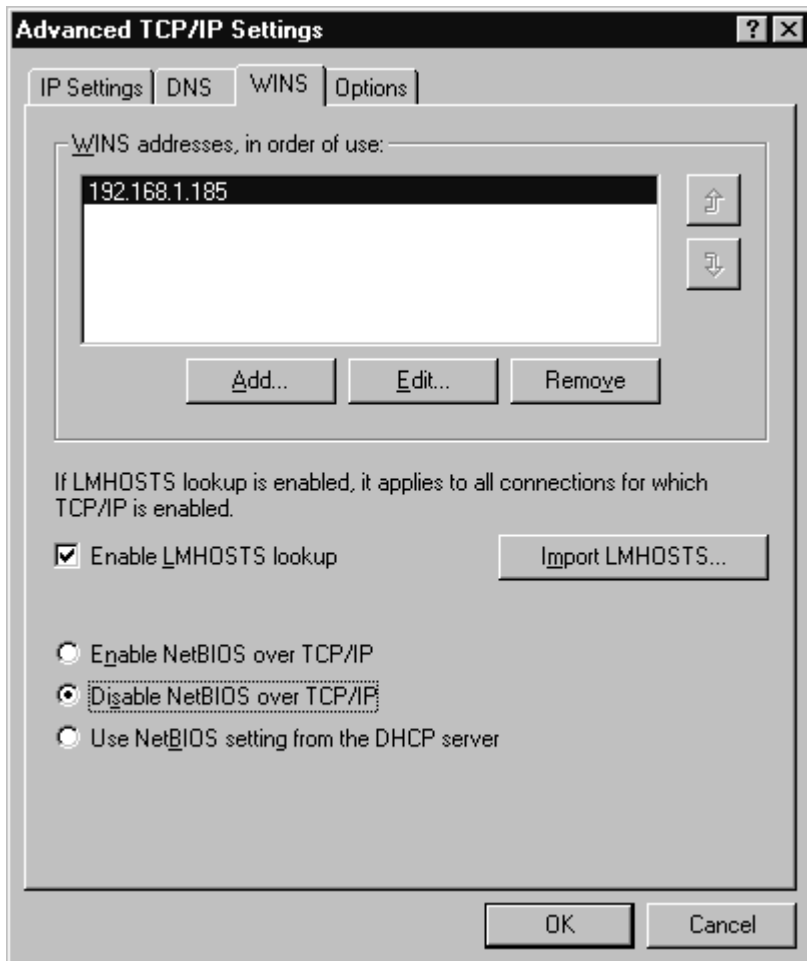 Advanced TCP/IP Settings
IP Settings DNS WINS Options
WINS addresses, in order of use:
192.168.1.185
Add... Edit... Remove
If LMHOSTS lookup is enabled, it applies to all connections for which
TCP/IP is enabled.
Enable LMHOSTS lookup Import LMHOSTS...
Enable NetBIOS over TCP/IP
Disable NetBIOS over TCP/IP
Use NetBIOS setting from the DHCP server
OK Cancel